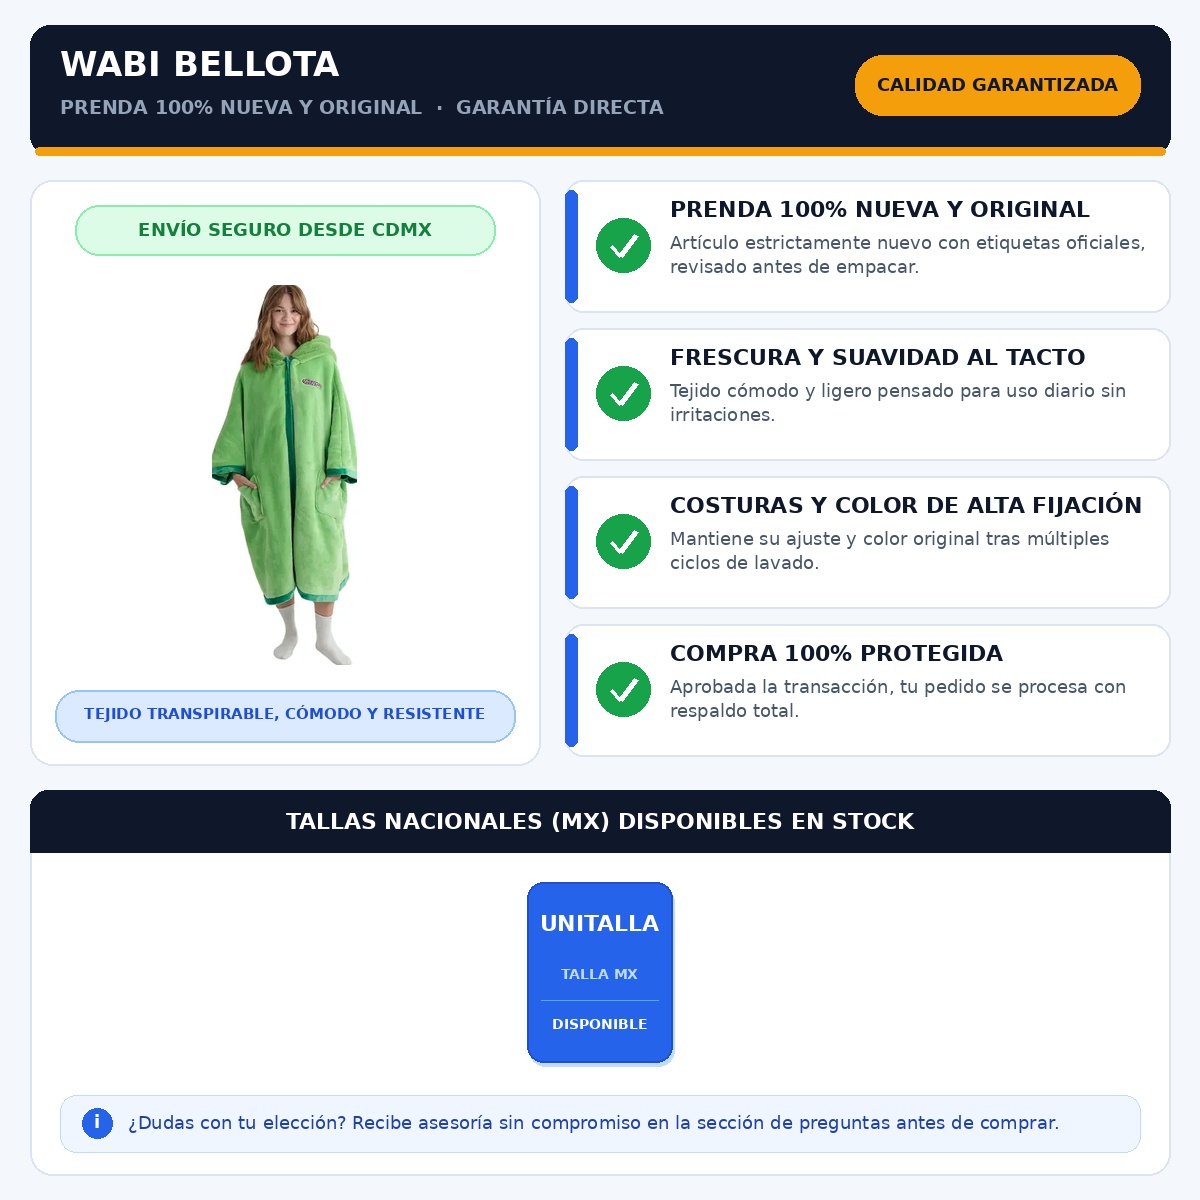 WABI BELLOTA
PRENDA 100% NUEVA Y ORIGINAL · GARANTÍA DIRECTA
CALIDAD GARANTIZADA
ENVÍO SEGURO DESDE CDMX
TEJIDO TRANSPIRABLE, CÓMODO Y RESISTENTE
PRENDA 100% NUEVA Y ORIGINAL
Artículo estrictamente nuevo con etiquetas oficiales,
revisado antes de empacar.
FRESCURA Y SUAVIDAD AL TACTO
Tejido cómodo y ligero pensado para uso diario sin
irritaciones.
COSTURAS Y COLOR DE ALTA FIJACIÓN
Mantiene su ajuste y color original tras múltiples
ciclos de lavado.
COMPRA 100% PROTEGIDA
Aprobada la transacción, tu pedido se procesa con
respaldo total.
TALLAS NACIONALES (MX) DISPONIBLES EN STOCK
UNITALLA
TALLA MX
DISPONIBLE
i
¿Dudas con tu elección? Recibe asesoría sin compromiso en la sección de preguntas antes de comprar.